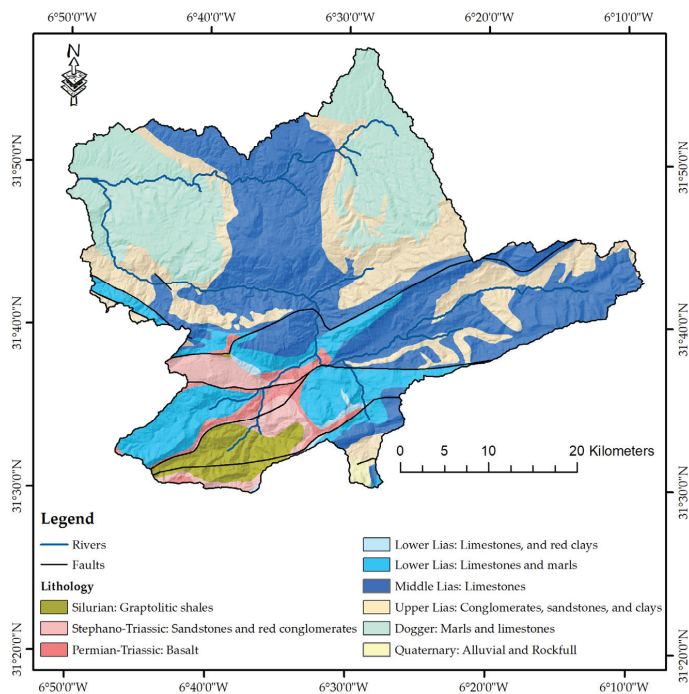 6°50'0"W 6°40'0"W 6°30'0"W 6°20'0"W 6°10'0"W
N
31°50'0"N 31°50'0"N
31°40'0"N 31°40'0"N
0 5 10 20 Kilometers
31°30'0"N 31°30'0"N
Legend
Rivers
Faults
Lithology
Silurian: Graptolitic shales
Stephano-Triassic: Sandstones and red conglomerates
Permian-Triassic: Basalt
Lower Lias: Limestones, and red clays
Lower Lias: Limestones and marls
Middle Lias: Limestones
Upper Lias: Conglomerates, sandstones, and clays
Dogger: Marls and limestones
Quaternary: Alluvial and Rockfull
31°20'0"N 31°20'0"N
6°50'0"W 6°40'0"W 6°30'0"W 6°20'0"W 6°10'0"W